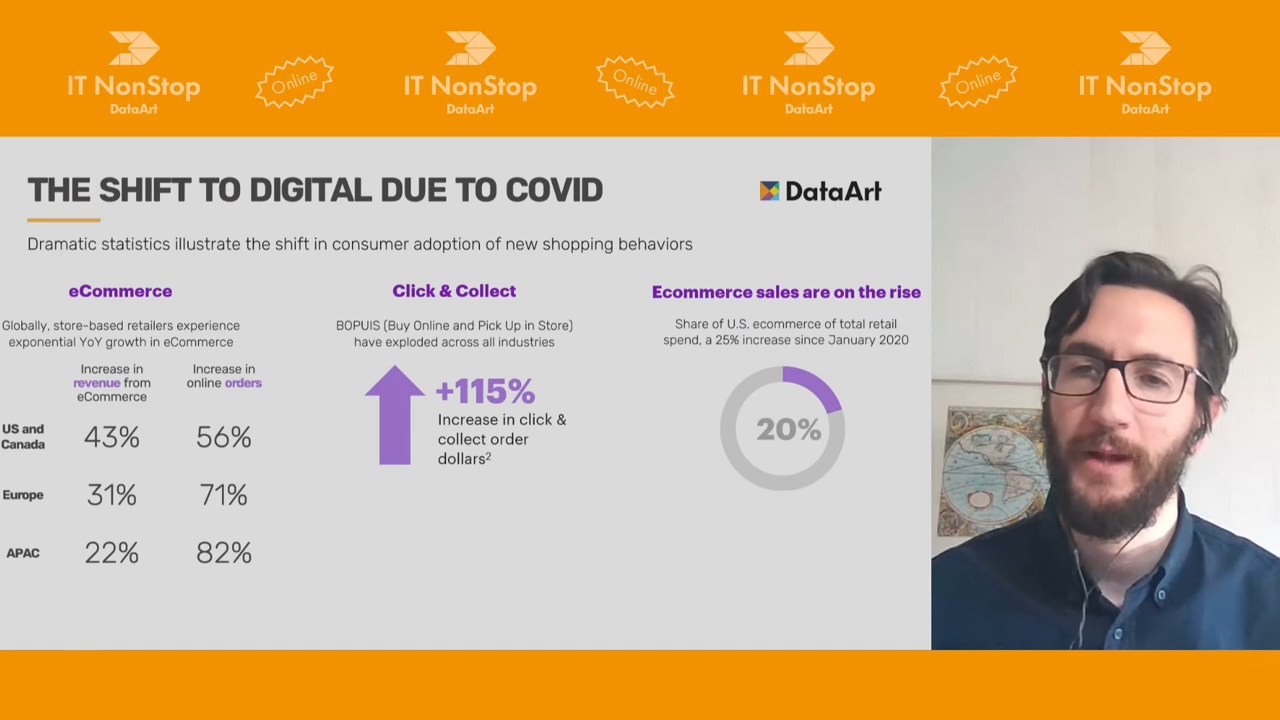 IT NonStop
DataArt
Online
IT NonStop
DataArt
Online
IT NonStop
DataArt
Online
IT NonStop
DataArt
THE SHIFT TO DIGITAL DUE TO COVID
DataArt
Dramatic statistics illustrate the shift in consumer adoption of new shopping behaviors
eCommerce
Globally, store-based retailers experience
exponential YoY growth in eCommerce
Increase in
revenue from
eCommerce
Increase in
online orders
US and
Canada
43%
56%
Europe
31%
71%
APAC
22%
82%
Click & Collect
BOPUIS (Buy Online and Pick Up in Store)
have exploded across all industries
+115%
Increase in click &
collect order
dollars²
Ecommerce sales are on the rise
Share of U.S. ecommerce of total retail
spend, a 25% increase since January 2020
20%